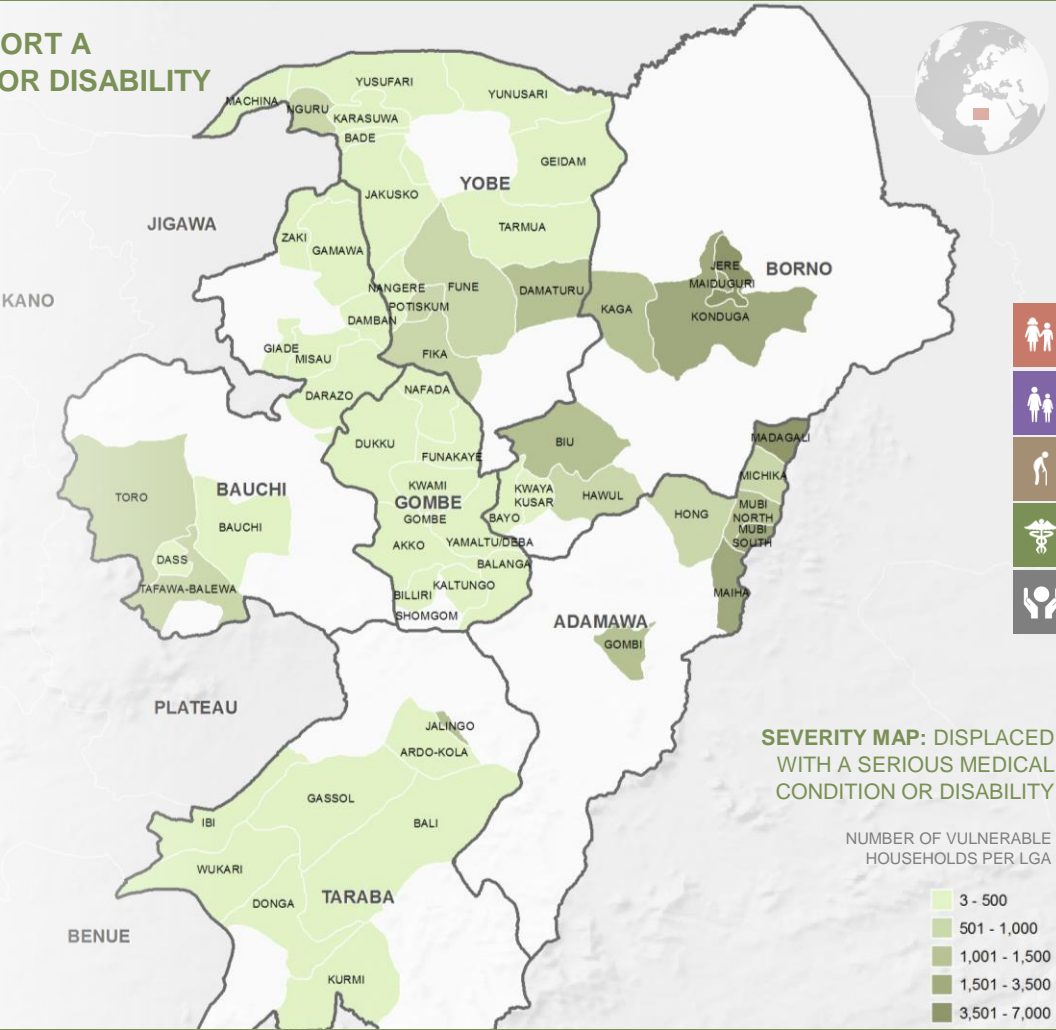 ORT A
OR DISABILITY
YUSUFARI
YUNUSARI
MACHINA
NGURU
KARASUWA
BADE
GEIDAM
YOBE
JAKUSKO
JIGAWA
TARMUA
ZAKI
GAMAWA
JERE
BORNO
MAIDUGURI
KANO
NANGERE
FUNE
DAMATURU
POTISKUM
KAGA
KONDUGA
DAMBAN
GIADE
MISAU
FIKA
NAFADA
DARAZO
DUKKU
BIU
MADAGALI
FUNAKAYE
MICHIKA
KWAMI
KWAYA
KUSAR
HAWUL
TORO
BAUCHI
GOMBE
GOMBE
BAYO
HONG
MUBI
NORTH
MUBI
SOUTH
BAUCHI
AKKO
YAMALTU/DEBA
DASS
BALANGA
TAFAWA-BALEWA
KALTUNGO
BILLIRI
MAIHA
SHOMGOM
ADAMAWA
GOMBI
PLATEAU
JALINGO
ARDO-KOLA
GASSOL
IBI
BALI
WUKARI
DONGA
TARABA
BENUE
KURMI
SEVERITY MAP: DISPLACED
WITH A SERIOUS MEDICAL
CONDITION OR DISABILITY
NUMBER OF VULNERABLE
HOUSEHOLDS PER LGA
3 - 500
501 - 1,000
1,001 - 1,500
1,501 - 3,500
3,501 - 7,000